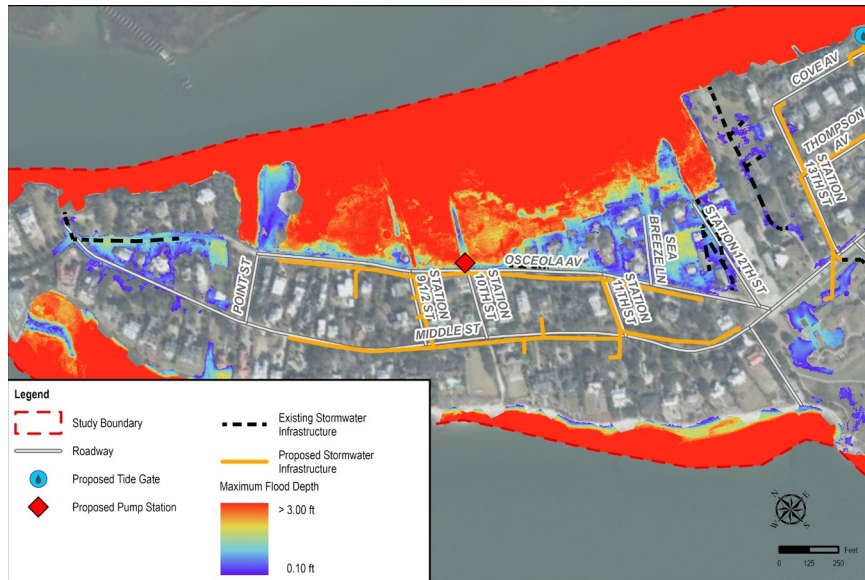 COVE AV
THOMPSON
AV
STATION
13TH ST
POINT ST
OSCEOLA AV
SEA
BREEZE LN
STATION 12TH ST
STATION
9 1/2 ST
STATION
10TH ST
STATION
11TH ST
MIDDLE ST
Legend
Study Boundary
Roadway
Proposed Tide Gate
Proposed Pump Station
Existing Stormwater
Infrastructure
Proposed Stormwater
Infrastructure
Maximum Flood Depth
> 3.00 ft
0.10 ft
N
E
S
W
Feet
0 125 250